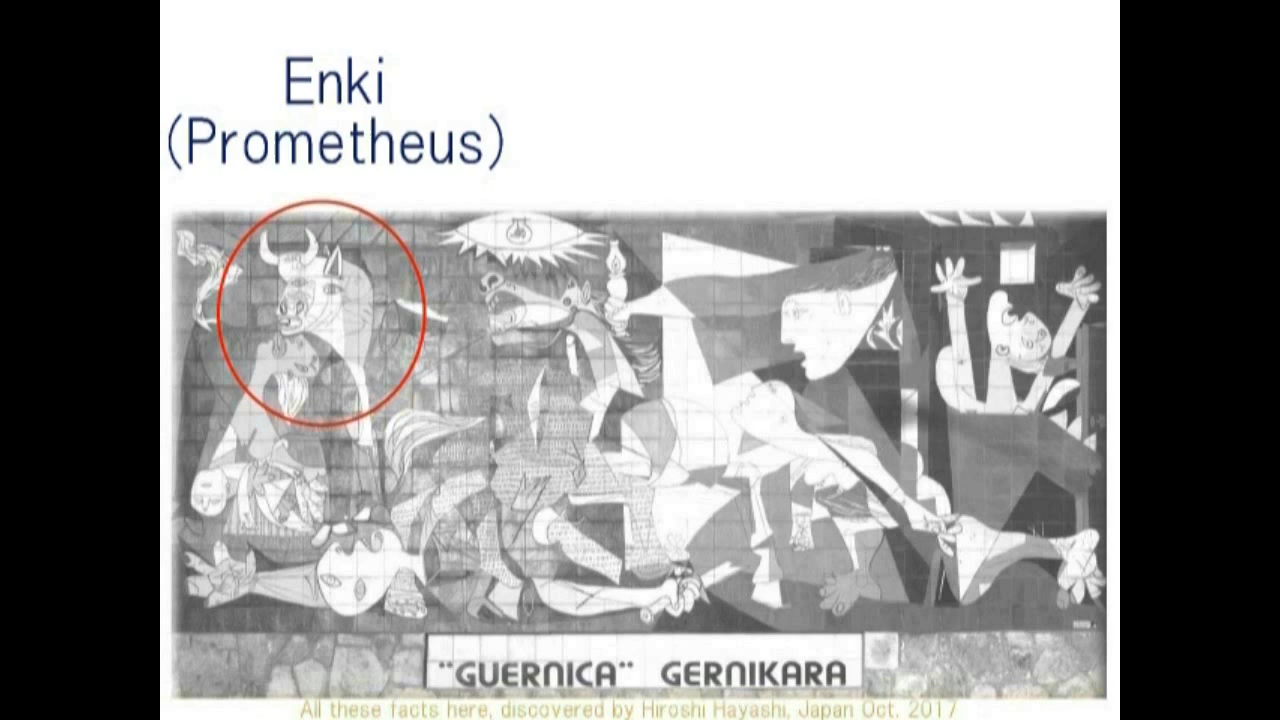 Enki
(Prometheus)
"GUERNICA" GERNIKARA
All these facts here, discovered by Hiroshi Hayashi, Japan Oct. 2017